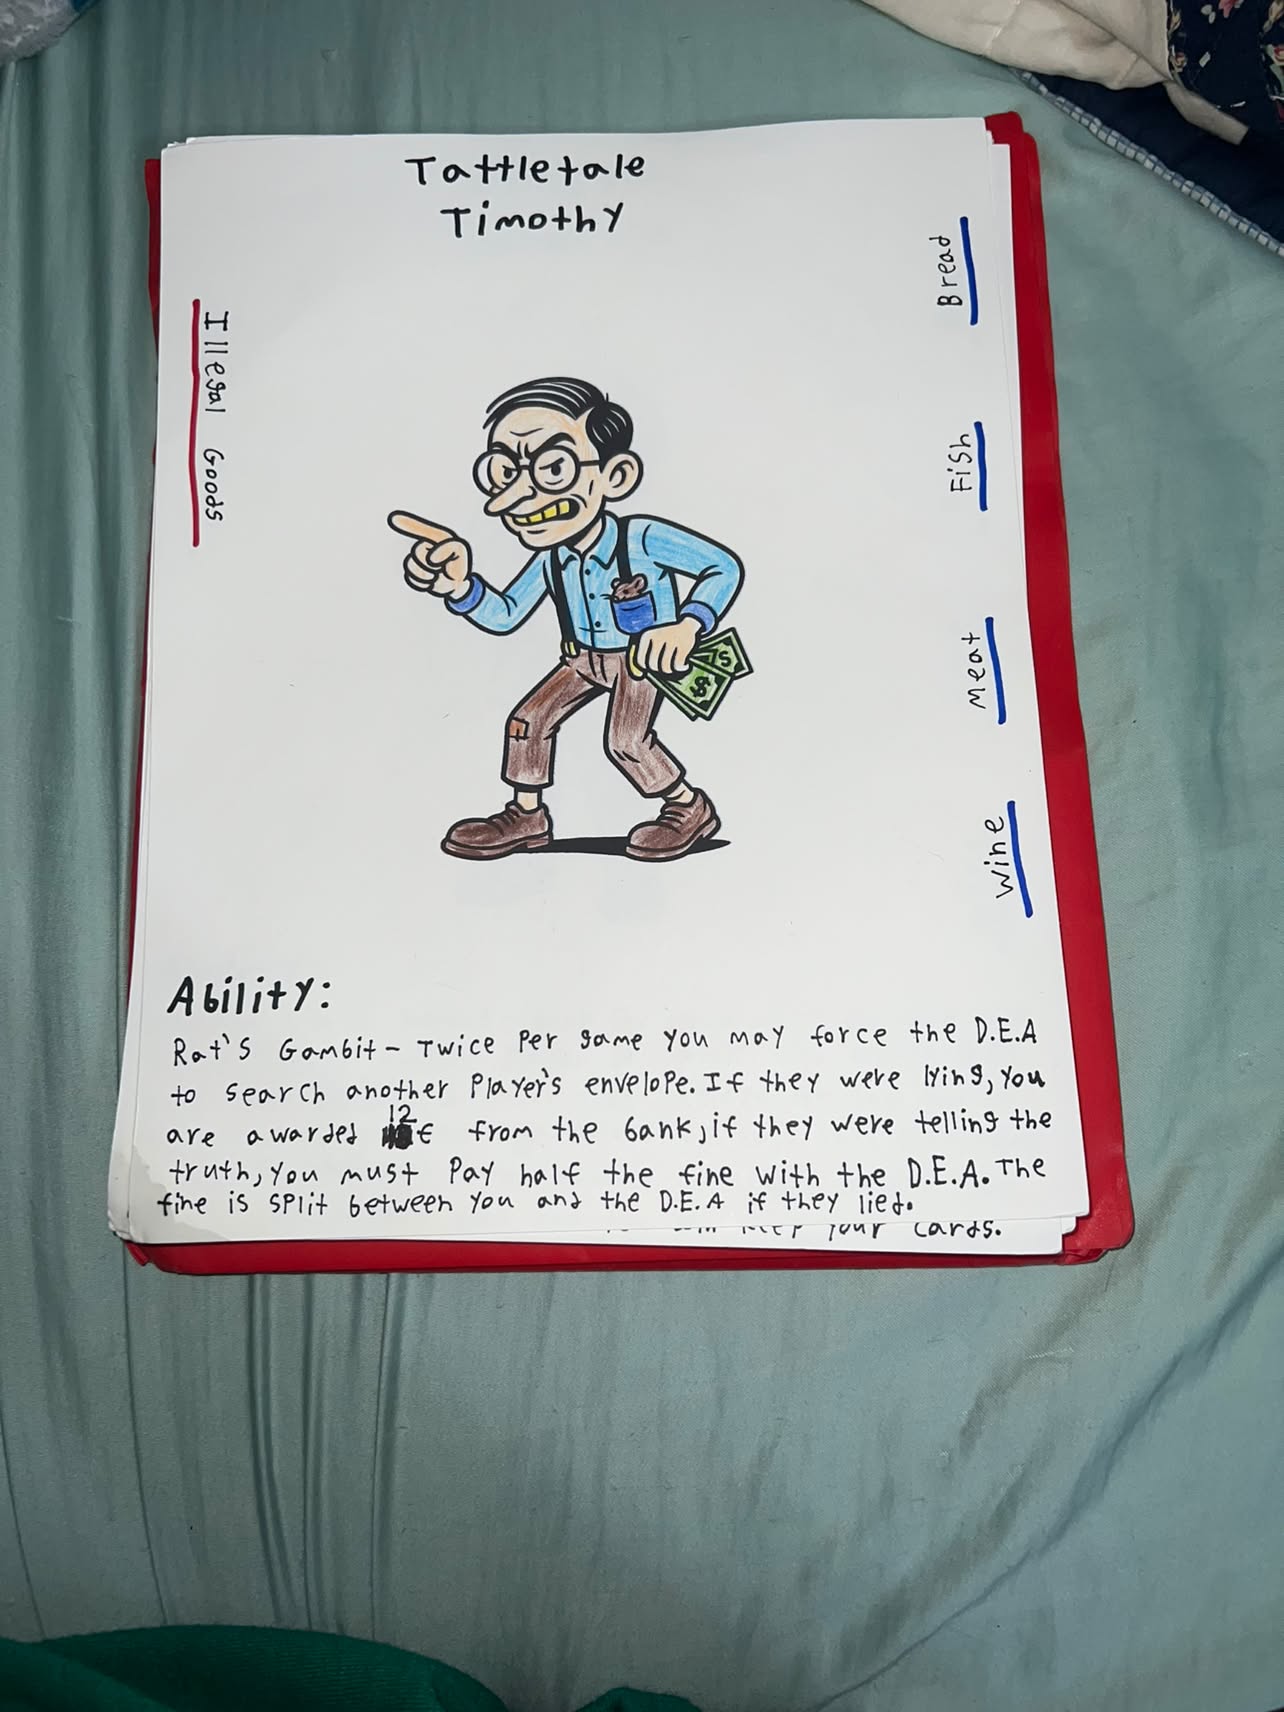 Tattletale
Timothy
Illegal Goods
Bread
Fish
Meat
Wine
Ability:
Rat's Gambit - Twice Per game you may force the D.E.A
to search another Player's envelope. If they were lying, you
are awarded 12€ from the bank, if they were telling the
truth, you must Pay half the fine with the D.E.A. The
fine is split between you and the D.E.A if they lied.
keep your cards.
$
$